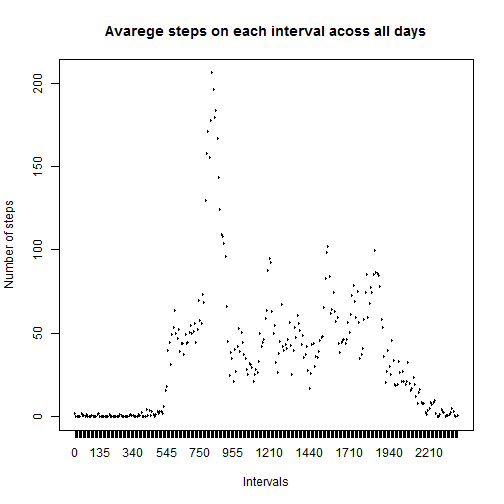 Avarege steps on each interval acoss all days
Number of steps
200
150
100
50
0
0 135 340 545 750 955 1210 1440 1710 1940 2210
Intervals